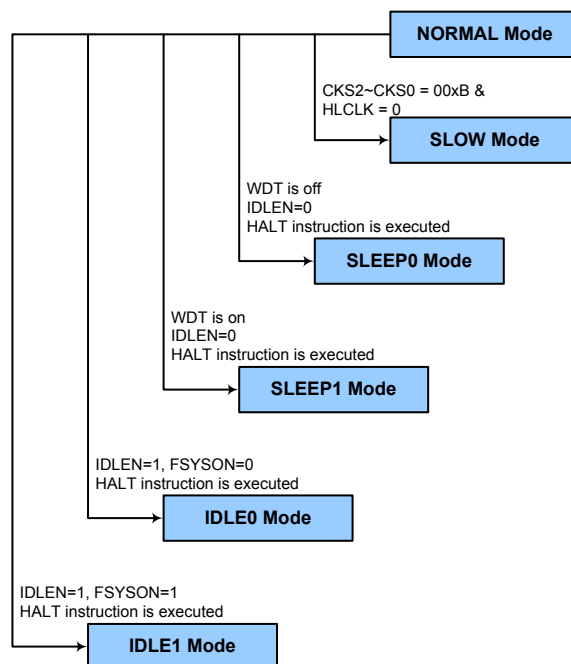 NORMAL Mode
CKS2~CKS0 = 00xB &
HLCLK = 0
SLOW Mode
WDT is off
IDLEN=0
HALT instruction is executed
SLEEP0 Mode
WDT is on
IDLEN=0
HALT instruction is executed
SLEEP1 Mode
IDLEN=1, FSYSON=0
HALT instruction is executed
IDLE0 Mode
IDLEN=1, FSYSON=1
HALT instruction is executed
IDLE1 Mode